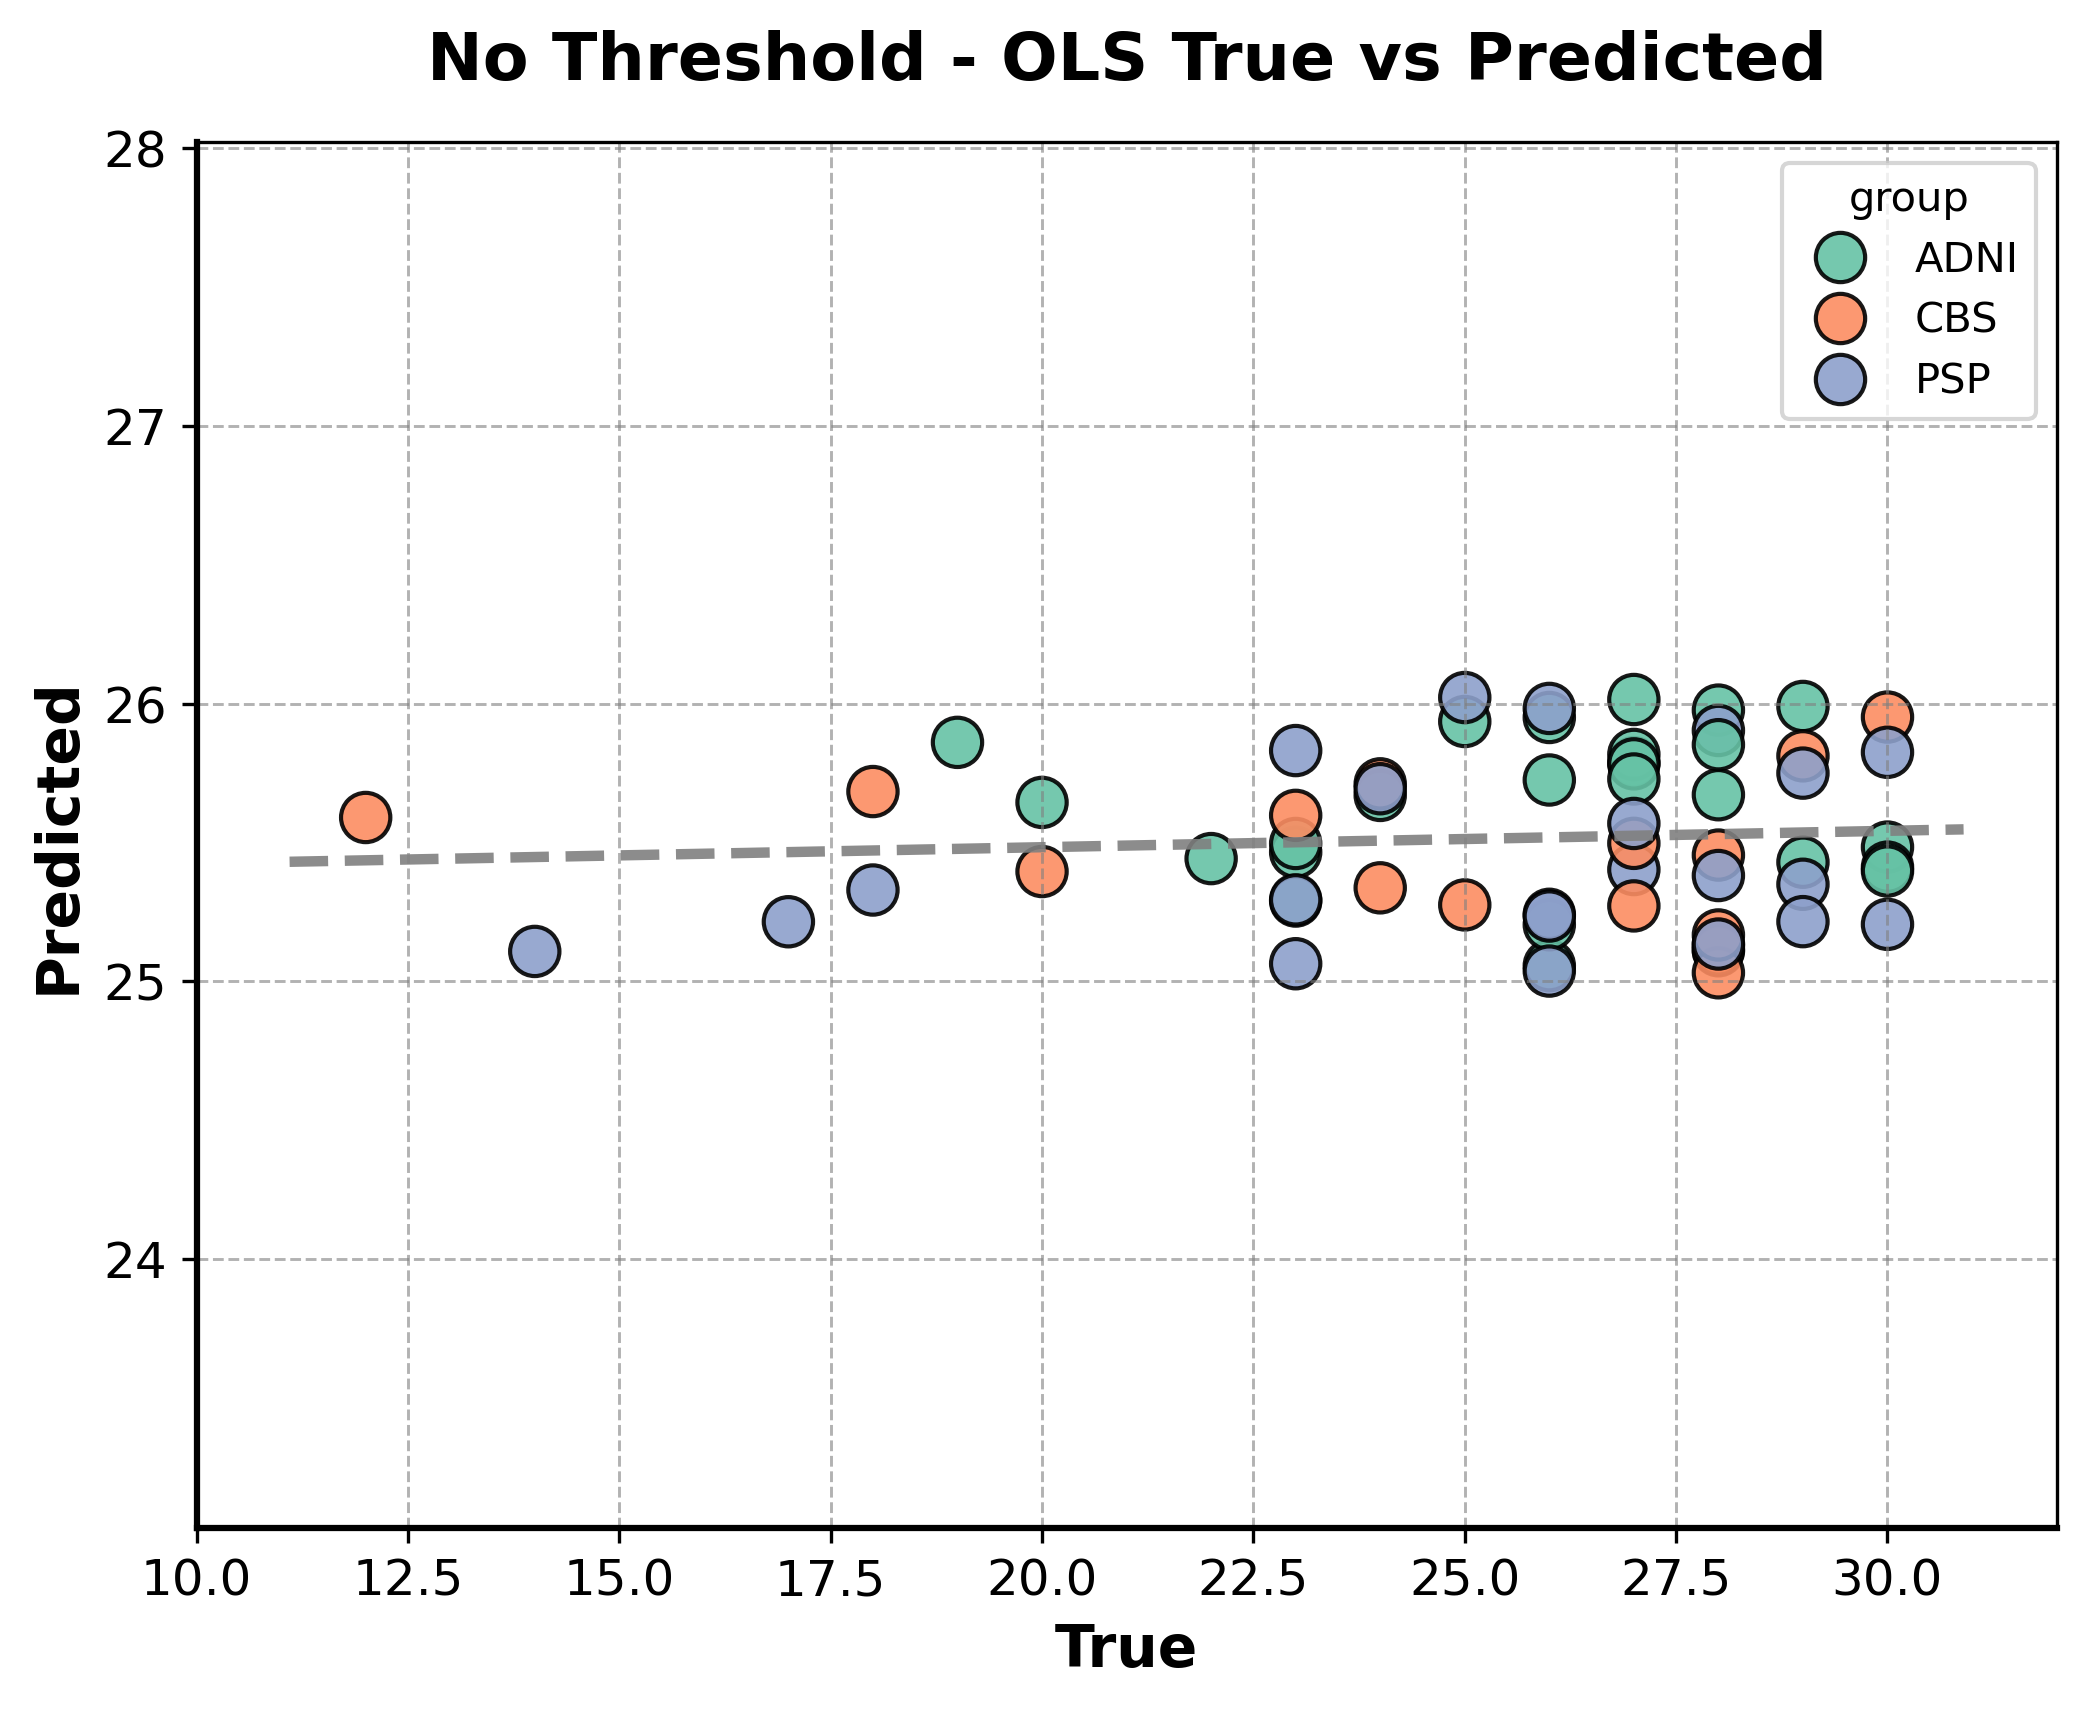 No Threshold - OLS True vs Predicted
28
27
26
25
24
Predicted
group
ADNI
CBS
PSP
10.0 12.5 15.0 17.5 20.0 22.5 25.0 27.5 30.0
True